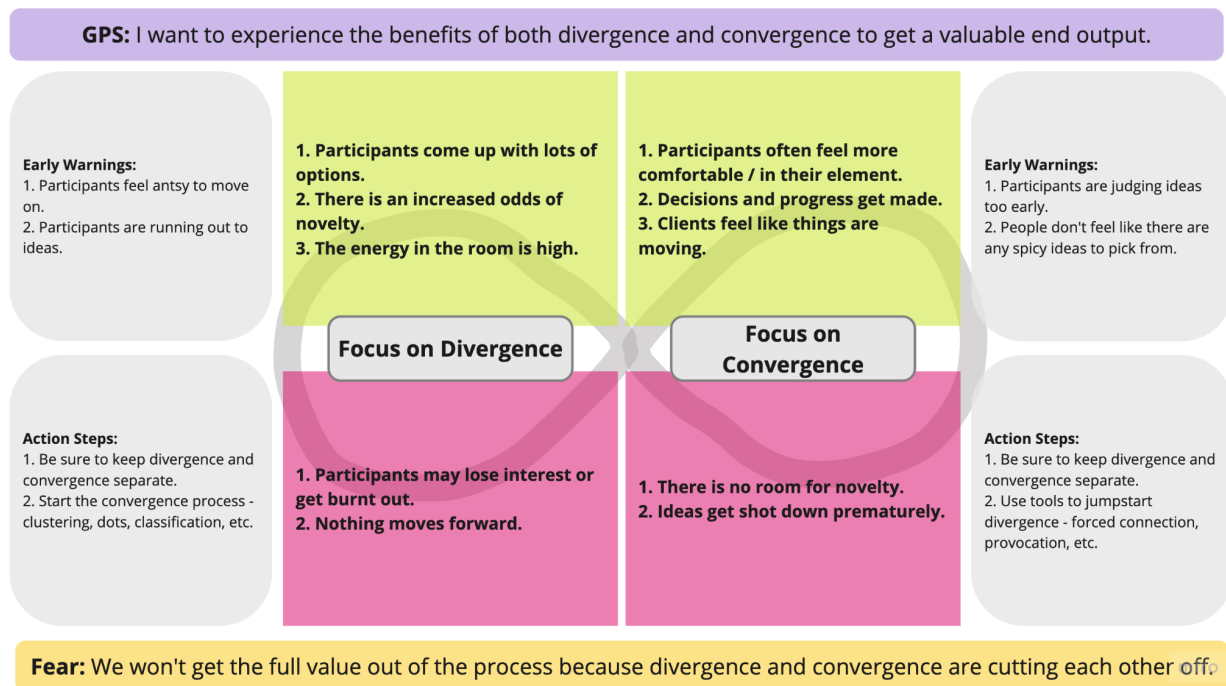 GPS: I want to experience the benefits of both divergence and convergence to get a valuable end output.
Early Warnings:
1. Participants feel antsy to move
on.
2. Participants are running out to
ideas.
1. Participants come up with lots of
options.
2. There is an increased odds of
novelty.
3. The energy in the room is high.
1. Participants often feel more
comfortable / in their element.
2. Decisions and progress get made.
3. Clients feel like things are
moving.
Early Warnings:
1. Participants are judging ideas
too early.
2. People don't feel like there are
any spicy ideas to pick from.
Focus on Divergence
Focus on
Convergence
Action Steps:
1. Be sure to keep divergence and
convergence separate.
2. Start the convergence process -
clustering, dots, classification, etc.
1. Participants may lose interest or
get burnt out.
2. Nothing moves forward.
1. There is no room for novelty.
2. Ideas get shot down prematurely.
Action Steps:
1. Be sure to keep divergence and
convergence separate.
2. Use tools to jumpstart
divergence - forced connection,
provocation, etc.
Fear: We won't get the full value out of the process because divergence and convergence are cutting each other off.